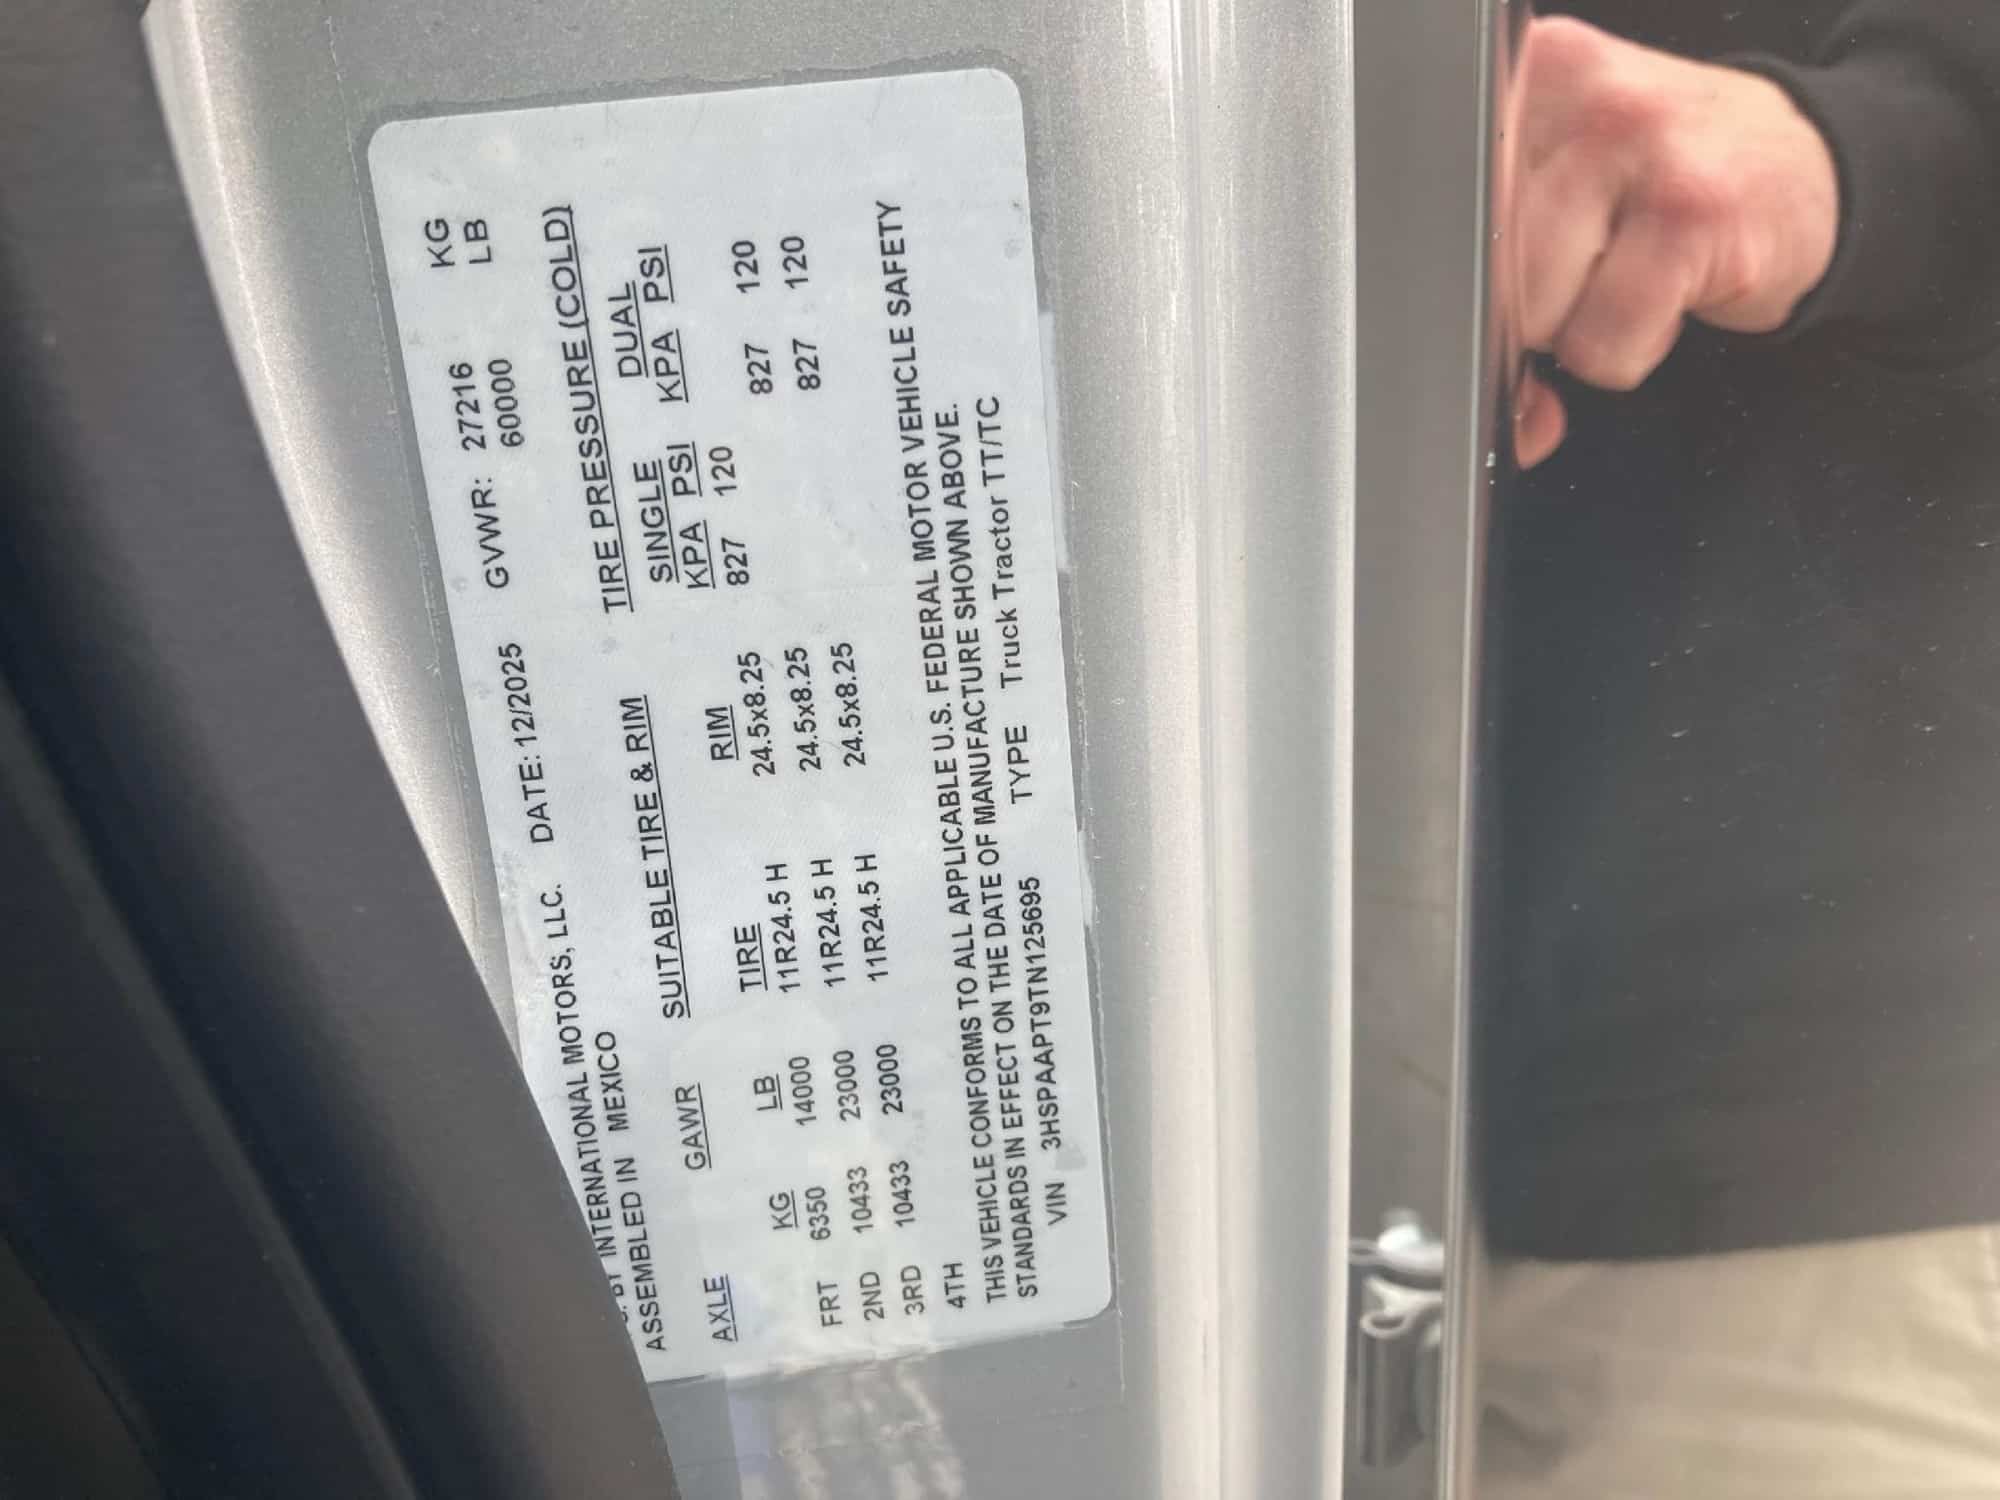 BY INTERNATIONAL MOTORS, LLC. DATE: 12/2025 GVWR: 27216 KG
ASSEMBLED IN MEXICO 60000 LB
SUITABLE TIRE & RIM TIRE PRESSURE (COLD)
AXLE GAWR SINGLE DUAL
KG LB TIRE RIM KPA PSI KPA PSI
FRT 6350 14000 11R24.5 H 24.5x8.25 827 120
2ND 10433 23000 11R24.5 H 24.5x8.25 827 120
3RD 10433 23000 11R24.5 H 24.5x8.25 827 120
4TH
THIS VEHICLE CONFORMS TO ALL APPLICABLE U.S. FEDERAL MOTOR VEHICLE SAFETY
STANDARDS IN EFFECT ON THE DATE OF MANUFACTURE SHOWN ABOVE.
VIN 3HSPAAPT9TN125695 TYPE Truck Tractor TT/TC